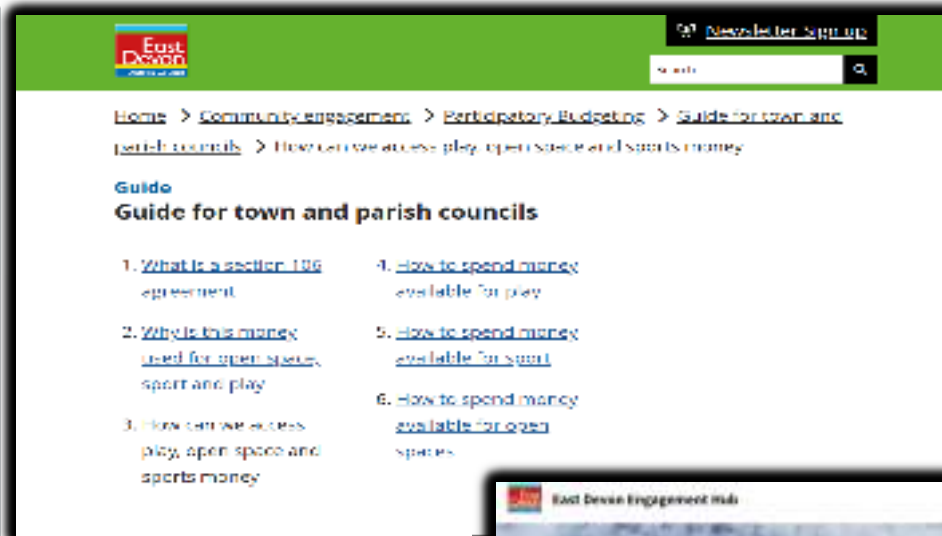 East
Devon
Newsletter Sign up
Search
Home > Community engagement > Participatory Budgeting > Guide for town and
parish councils > How can we access play, open space and sports money
Guide
Guide for town and parish councils
1. What is a section 106
agreement
2. Why is this money
used for open space,
sport and play
3. How can we access
play, open space and
sports money
4. How to spend money
available for play
5. How to spend money
available for sport
6. How to spend money
available for open
spaces
East Devon Engagement Hub